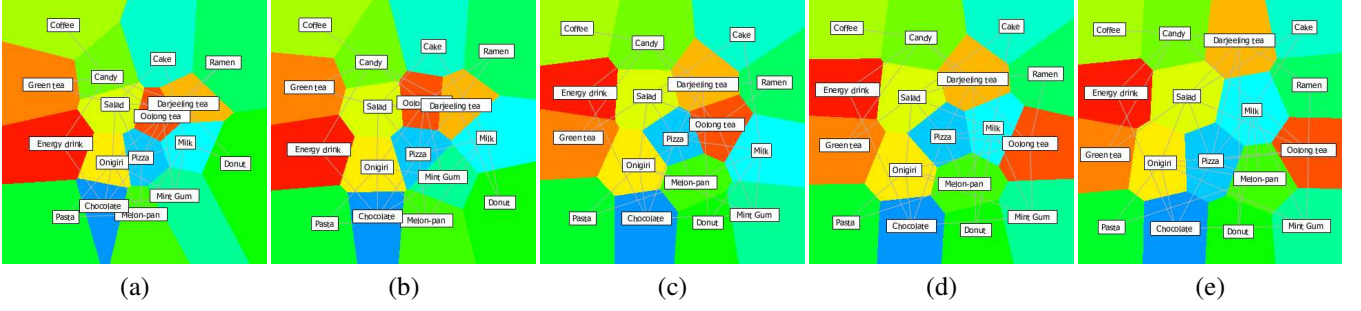 Coffee
Cake
Ramen
Candy
Green tea
Salad
Darjeeling tea
Oolong tea
Energy drink
Milk
Pizza
Onigiri
Donut
Mint Gum
Chocolate
Pasta
Melon-pan
(a)
Coffee
Cake
Ramen
Candy
Green tea
Salad
Darjeeling tea
Milk
Energy drink
Pizza
Onigiri
Mint Gum
Donut
Chocolate
Pasta
Melon-pan
(b)
Coffee
Cake
Candy
Ramen
Darjeeling tea
Energy drink
Salad
Oolong tea
Green tea
Pizza
Milk
Onigiri
Mint Gum
Pasta
Chocolate
Donut
(c)
Coffee
Cake
Candy
Ramen
Darjeeling tea
Energy drink
Salad
Milk
Pizza
Green tea
Oolong tea
Onigiri
Melon-pan
Mint Gum
Pasta
Chocolate
Donut
(d)
Coffee
Cake
Candy
Darjeeling tea
Ramen
Energy drink
Salad
Milk
Oolong tea
Green tea
Onigiri
Pizza
Melon-pan
Pasta
Chocolate
Donut
Mint Gum
(e)